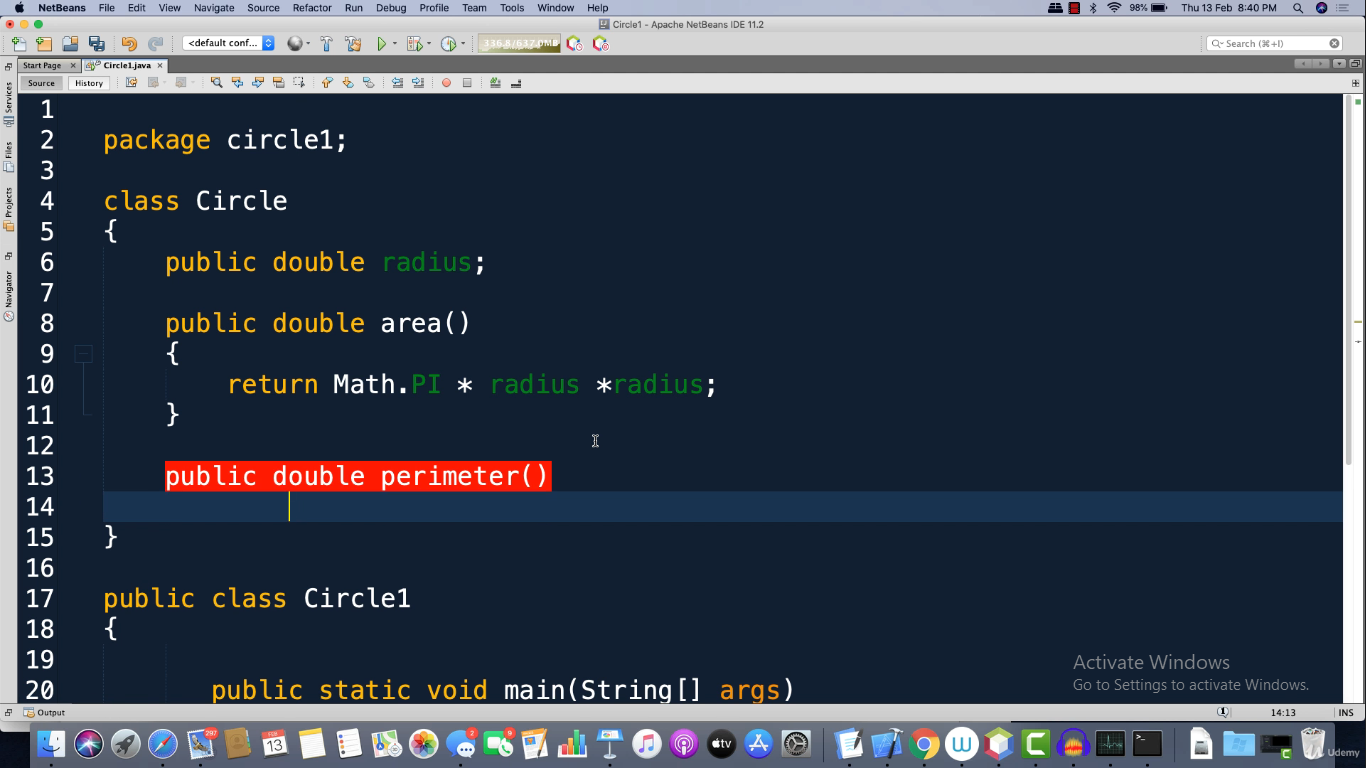 NetBeans File Edit View Navigate Source Refactor Run Debug Profile Team Tools Window Help 98% Thu 13 Feb 8:40 PM
Circle1 - Apache NetBeans IDE 11.2
<default conf... 336.8/637.0MB Search (⌘+I)
Start Page Circle1.java
Source History
Services
Files
Projects
Navigator
1
2 package circle1;
3
4 class Circle
5 {
6 public double radius;
7
8 public double area()
9 {
10 return Math.PI * radius *radius;
11 }
12
13 public double perimeter()
14
15 }
16
17 public class Circle1
18 {
19
20 public static void main(String[] args)
Activate Windows
Go to Settings to activate Windows.
Output 1 14:13 INS
297 FEB 13 2 9 tv
Udemy